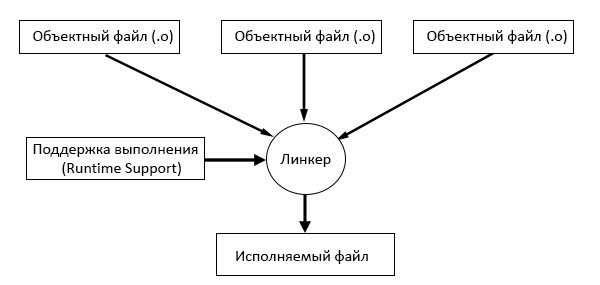 Объектный файл (.o)
Объектный файл (.o)
Объектный файл (.o)
Поддержка выполнения
(Runtime Support)
Линкер
Исполняемый файл